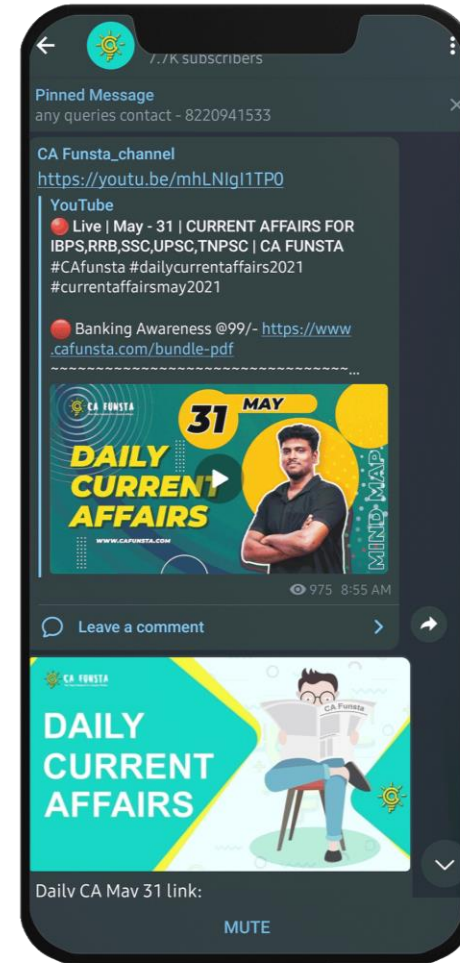 7.7K subscribers
Pinned Message
any queries contact - 8220941533
CA Funsta_channel
https://youtu.be/mhLNIgI1TP0
YouTube
🔴 Live | May - 31 | CURRENT AFFAIRS FOR
IBPS,RRB,SSC,UPSC,TNPSC | CA FUNSTA
#CAfunsta #dailycurrentaffairs2021
#currentaffairsmay2021
🔴 Banking Awareness @99/- https://www
.cafunsta.com/bundle-pdf
~~~~~~~~~~~~~~~~~~~~~~~~~~~~~~~~~...
CA FUNSTA
31 MAY
DAILY
CURRENT
AFFAIRS
WWW.CAFUNSTA.COM
MIND MAP
975 8:55 AM
Leave a comment
CA FUNSTA
CA Funsta
DAILY
CURRENT
AFFAIRS
Daily CA May 31 link:
MUTE